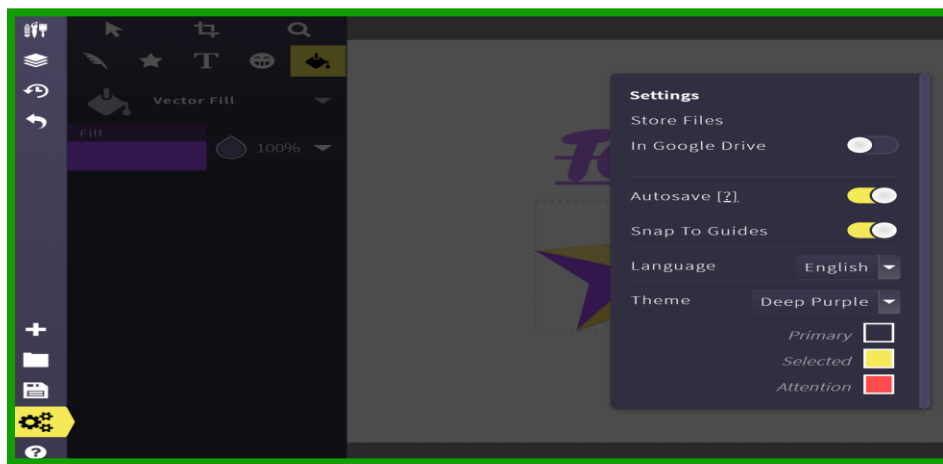 Vector Fill
Fill
100%
Settings
Store Files
In Google Drive
Autosave [?]
Snap To Guides
Language English
Theme Deep Purple
Primary
Selected
Attention